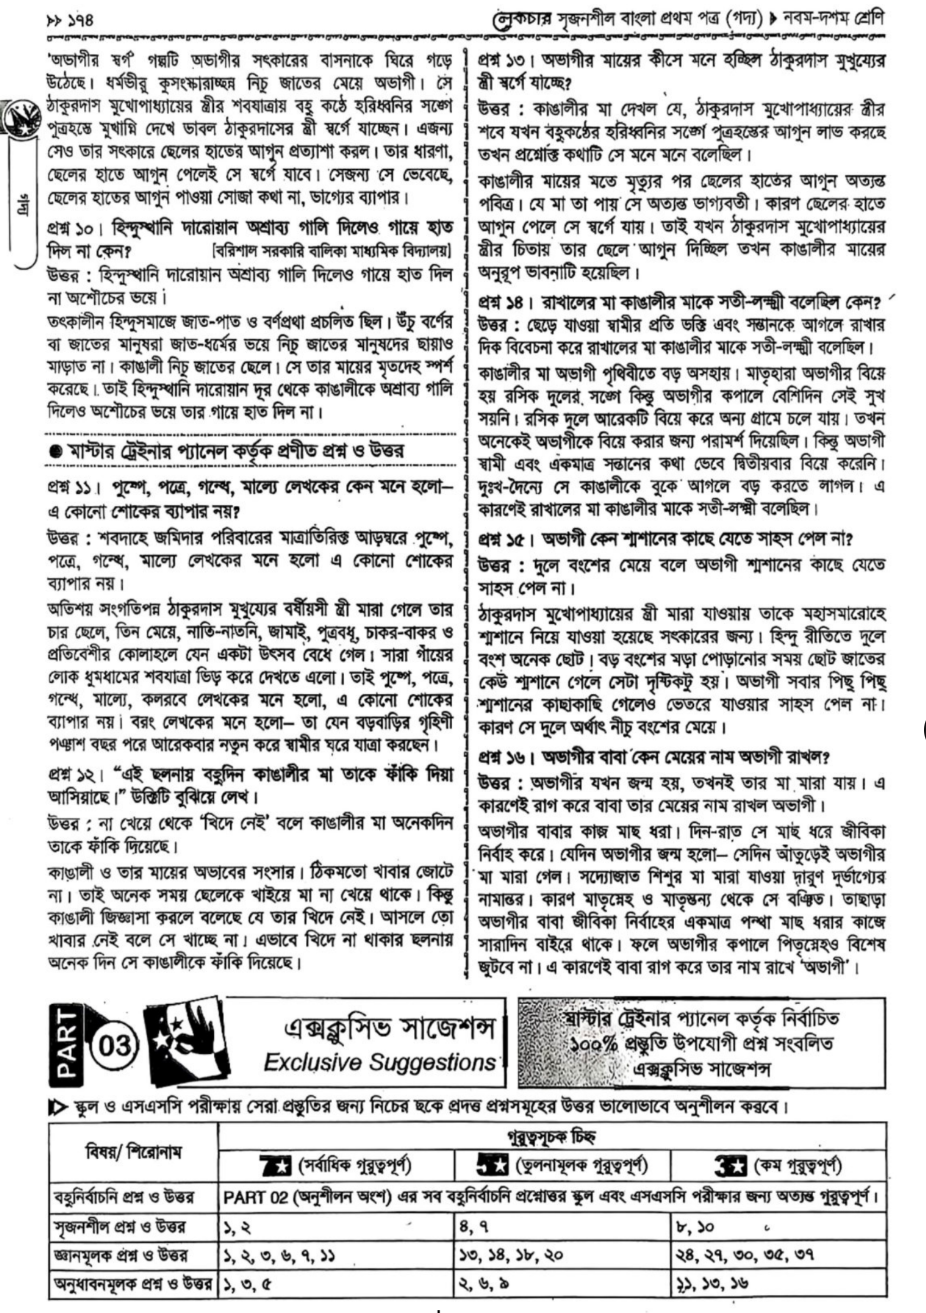 >> ১৭৪
লেকচার সৃজনশীল বাংলা প্রথম পত্র (গদ্য) ▶ নবম-দশম শ্রেণি
গদ্য
‘অভাগীর স্বর্গ’ গল্পটি অভাগীর সৎকারের বাসনাকে ঘিরে গড়ে
উঠেছে। ধর্মভীরু কুসংস্কারাচ্ছন্ন নিচু জাতের মেয়ে অভাগী। সে
ঠাকুরদাস মুখোপাধ্যায়ের স্ত্রীর শবযাত্রায় বহু কণ্ঠে হরিধ্বনির সঙ্গে
পুত্রহস্তে মুখাগ্নি দেখে ভাবল ঠাকুরদাসের স্ত্রী স্বর্গে যাচ্ছেন। এজন্য
সেও তার সৎকারে ছেলের হাতের আগুন প্রত্যাশা করল। তার ধারণা,
ছেলের হাতে আগুন পেলেই সে স্বর্গে যাবে। সেজন্য সে ভেবেছে,
ছেলের হাতের আগুন পাওয়া সোজা কথা না, ভাগ্যের ব্যাপার।
প্রশ্ন ১০। হিন্দুস্থানি দারোয়ান অশ্রাব্য গালি দিলেও গায়ে হাত
দিল না কেন? [বরিশাল সরকারি বালিকা মাধ্যমিক বিদ্যালয়]
উত্তর : হিন্দুস্থানি দারোয়ান অশ্রাব্য গালি দিলেও গায়ে হাত দিল
না অশৌচের ভয়ে।
তৎকালীন হিন্দুসমাজে জাত-পাত ও বর্ণপ্রথা প্রচলিত ছিল। উঁচু বর্ণের
বা জাতের মানুষরা জাত-ধর্মের ভয়ে নিচু জাতের মানুষদের ছায়াও
মাড়াত না। কাঙালী নিচু জাতের ছেলে। সে তার মায়ের মৃতদেহ স্পর্শ
করেছে। তাই হিন্দুস্থানি দারোয়ান দূর থেকে কাঙালীকে অশ্রাব্য গালি
দিলেও অশৌচের ভয়ে তার গায়ে হাত দিল না।
● মাস্টার ট্রেইনার প্যানেল কর্তৃক প্রণীত প্রশ্ন ও উত্তর
প্রশ্ন ১১। পুষ্পে, পত্রে, গন্ধে, মাল্যে লেখকের কেন মনে হলো–
এ কোনো শোকের ব্যাপার নয়?
উত্তর : শবদাহে জমিদার পরিবারের মাত্রাতিরিক্ত আড়ম্বরে পুষ্পে,
পত্রে, গন্ধে, মাল্যে লেখকের মনে হলো এ কোনো শোকের
ব্যাপার নয়।
অতিশয় সংগতিপন্ন ঠাকুরদাস মুখুয্যের বর্ষীয়সী স্ত্রী মারা গেলে তার
চার ছেলে, তিন মেয়ে, নাতি-নাতনি, জামাই, পুত্রবধূ, চাকর-বাকর ও
প্রতিবেশীর কোলাহলে যেন একটা উৎসব বেধে গেল। সারা গাঁয়ের
লোক ধুমধামের শবযাত্রা ভিড় করে দেখতে এলো। তাই পুষ্পে, পত্রে,
গন্ধে, মাল্যে, কলরবে লেখকের মনে হলো, এ কোনো শোকের
ব্যাপার নয়। বরং লেখকের মনে হলো– তা যেন বড়বাড়ির গৃহিণী
পঞ্চাশ বছর পরে আরেকবার নতুন করে স্বামীর ঘরে যাত্রা করছেন।
প্রশ্ন ১২। “এই ছলনায় বহুদিন কাঙালীর মা তাকে ফাঁকি দিয়া
আসিয়াছে।” উক্তিটি বুঝিয়ে লেখ।
উত্তর : না খেয়ে থেকে ‘খিদে নেই’ বলে কাঙালীর মা অনেকদিন
তাকে ফাঁকি দিয়েছে।
কাঙালী ও তার মায়ের অভাবের সংসার। ঠিকমতো খাবার জোটে
না। তাই অনেক সময় ছেলেকে খাইয়ে মা না খেয়ে থাকে। কিন্তু
কাঙালী জিজ্ঞাসা করলে বলেছে যে তার খিদে নেই। আসলে তো
খাবার নেই বলে সে খাচ্ছে না। এভাবে খিদে না থাকার ছলনায়
অনেক দিন সে কাঙালীকে ফাঁকি দিয়েছে।
প্রশ্ন ১৩। অভাগীর মায়ের কীসে মনে হচ্ছিল ঠাকুরদাস মুখুয্যের
স্ত্রী স্বর্গে যাচ্ছে?
উত্তর : কাঙালীর মা দেখল যে, ঠাকুরদাস মুখোপাধ্যায়ের স্ত্রীর
শবে যখন বহুকণ্ঠের হরিধ্বনির সঙ্গে পুত্রহস্তের আগুন লাভ করছে
তখন প্রশ্নোক্ত কথাটি সে মনে মনে বলেছিল।
কাঙালীর মায়ের মতে মৃত্যুর পর ছেলের হাতের আগুন অত্যন্ত
পবিত্র। যে মা তা পায় সে অত্যন্ত ভাগ্যবতী। কারণ ছেলের হাতে
আগুন পেলে সে স্বর্গে যায়। তাই যখন ঠাকুরদাস মুখোপাধ্যায়ের
স্ত্রীর চিতায় তার ছেলে আগুন দিচ্ছিল তখন কাঙালীর মায়ের
অনুরূপ ভাবনাটি হয়েছিল।
প্রশ্ন ১৪। রাখালের মা কাঙালীর মাকে সতী-লক্ষ্মী বলেছিল কেন?
উত্তর : ছেড়ে যাওয়া স্বামীর প্রতি ভক্তি এবং সন্তানকে আগলে রাখার
দিক বিবেচনা করে রাখালের মা কাঙালীর মাকে সতী-লক্ষ্মী বলেছিল।
কাঙালীর মা অভাগী পৃথিবীতে বড় অসহায়। মাতৃহারা অভাগীর বিয়ে
হয় রসিক দুলের সঙ্গে কিন্তু অভাগীর কপালে বেশিদিন সেই সুখ
সয়নি। রসিক দুলে আরেকটি বিয়ে করে অন্য গ্রামে চলে যায়। তখন
অনেকেই অভাগীকে বিয়ে করার জন্য পরামর্শ দিয়েছিল। কিন্তু অভাগী
স্বামী এবং একমাত্র সন্তানের কথা ভেবে দ্বিতীয়বার বিয়ে করেনি।
দুঃখ-দৈন্যে সে কাঙালীকে বুকে আগলে বড় করতে লাগল। এ
কারণেই রাখালের মা কাঙালীর মাকে সতী-লক্ষ্মী বলেছিল।
প্রশ্ন ১৫। অভাগী কেন শ্মশানের কাছে যেতে সাহস পেল না?
উত্তর : দুলে বংশের মেয়ে বলে অভাগী শ্মশানের কাছে যেতে
সাহস পেল না।
ঠাকুরদাস মুখোপাধ্যায়ের স্ত্রী মারা যাওয়ায় তাকে মহাসমারোহে
শ্মশানে নিয়ে যাওয়া হয়েছে সৎকারের জন্য। হিন্দু রীতিতে দুলে
বংশ অনেক ছোট। বড় বংশের মড়া পোড়ানোর সময় ছোট জাতের
কেউ শ্মশানে গেলে সেটা দৃষ্টিকটু হয়। অভাগী সবার পিছু পিছু
শ্মশানের কাছাকাছি গেলেও ভেতরে যাওয়ার সাহস পেল না।
কারণ সে দুলে অর্থাৎ নীচু বংশের মেয়ে।
প্রশ্ন ১৬। অভাগীর বাবা কেন মেয়ের নাম অভাগী রাখল?
উত্তর : অভাগীর যখন জন্ম হয়, তখনই তার মা মারা যায়। এ
কারণেই রাগ করে বাবা তার মেয়ের নাম রাখল অভাগী।
অভাগীর বাবার কাজ মাছ ধরা। দিন-রাত সে মাছ ধরে জীবিকা
নির্বাহ করে। যেদিন অভাগীর জন্ম হলো– সেদিন আঁতুড়েই অভাগীর
মা মারা গেল। সদ্যোজাত শিশুর মা মারা যাওয়া দারুণ দুর্ভাগ্যের
নামান্তর। কারণ মাতৃস্নেহ ও মাতৃস্তন্য থেকে সে বঞ্চিত। তাছাড়া
অভাগীর বাবা জীবিকা নির্বাহের একমাত্র পন্থা মাছ ধরার কাজে
সারাদিন বাইরে থাকে। ফলে অভাগীর কপালে পিতৃস্নেহও বিশেষ
জুটবে না। এ কারণেই বাবা রাগ করে তার নাম রাখে ‘অভাগী’।
PART 03
এক্সক্লুসিভ সাজেশন্স
Exclusive Suggestions
মাস্টার ট্রেইনার প্যানেল কর্তৃক নির্বাচিত
১০০% প্রস্তুতি উপযোগী প্রশ্ন সংবলিত
এক্সক্লুসিভ সাজেশন্স
▷ স্কুল ও এসএসসি পরীক্ষায় সেরা প্রস্তুতির জন্য নিচের ছকে প্রদত্ত প্রশ্নসমূহের উত্তর ভালোভাবে অনুশীলন করবে।
বিষয়/ শিরোনাম
গুরুত্বসূচক চিহ্ন
7★ (সর্বাধিক গুরুত্বপূর্ণ) 5★ (তুলনামূলক গুরুত্বপূর্ণ) 3★ (কম গুরুত্বপূর্ণ)
বহুনির্বাচনি প্রশ্ন ও উত্তর PART 02 (অনুশীলন অংশ) এর সব বহুনির্বাচনি প্রশ্নোত্তর স্কুল এবং এসএসসি পরীক্ষার জন্য অত্যন্ত গুরুত্বপূর্ণ।
সৃজনশীল প্রশ্ন ও উত্তর ১, ২ ৪, ৭ ৮, ১০
জ্ঞানমূলক প্রশ্ন ও উত্তর ১, ২, ৩, ৬, ৭, ১১ ১৩, ১৪, ১৮, ২০ ২৪, ২৭, ৩০, ৩৫, ৩৭
অনুধাবনমূলক প্রশ্ন ও উত্তর ১, ৩, ৫ ২, ৬, ৯ ১১, ১৩, ১৬